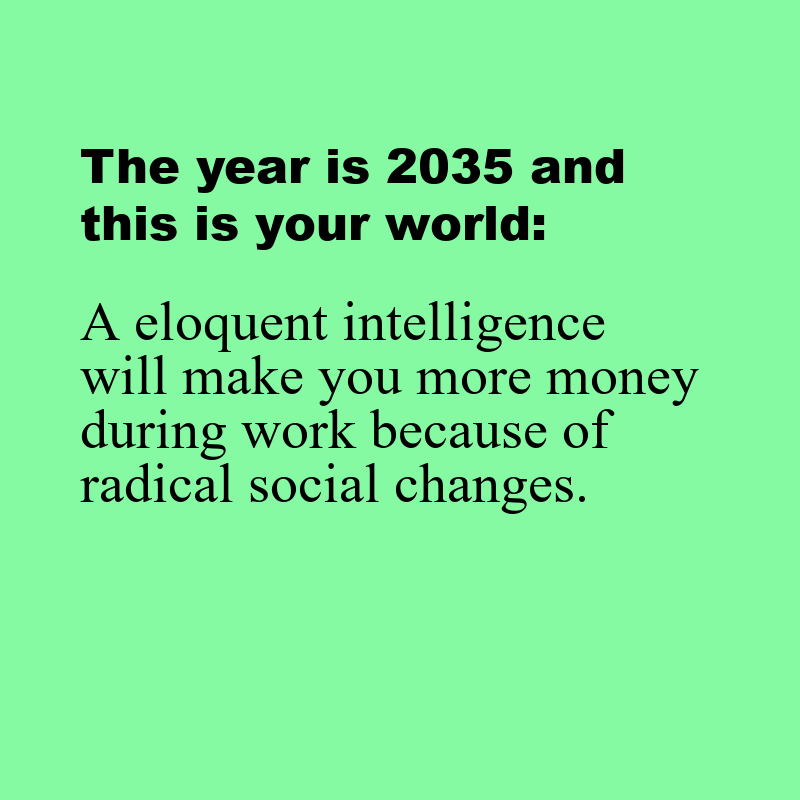 The year is 2035 and
this is your world:
A eloquent intelligence
will make you more money
during work because of
radical social changes.